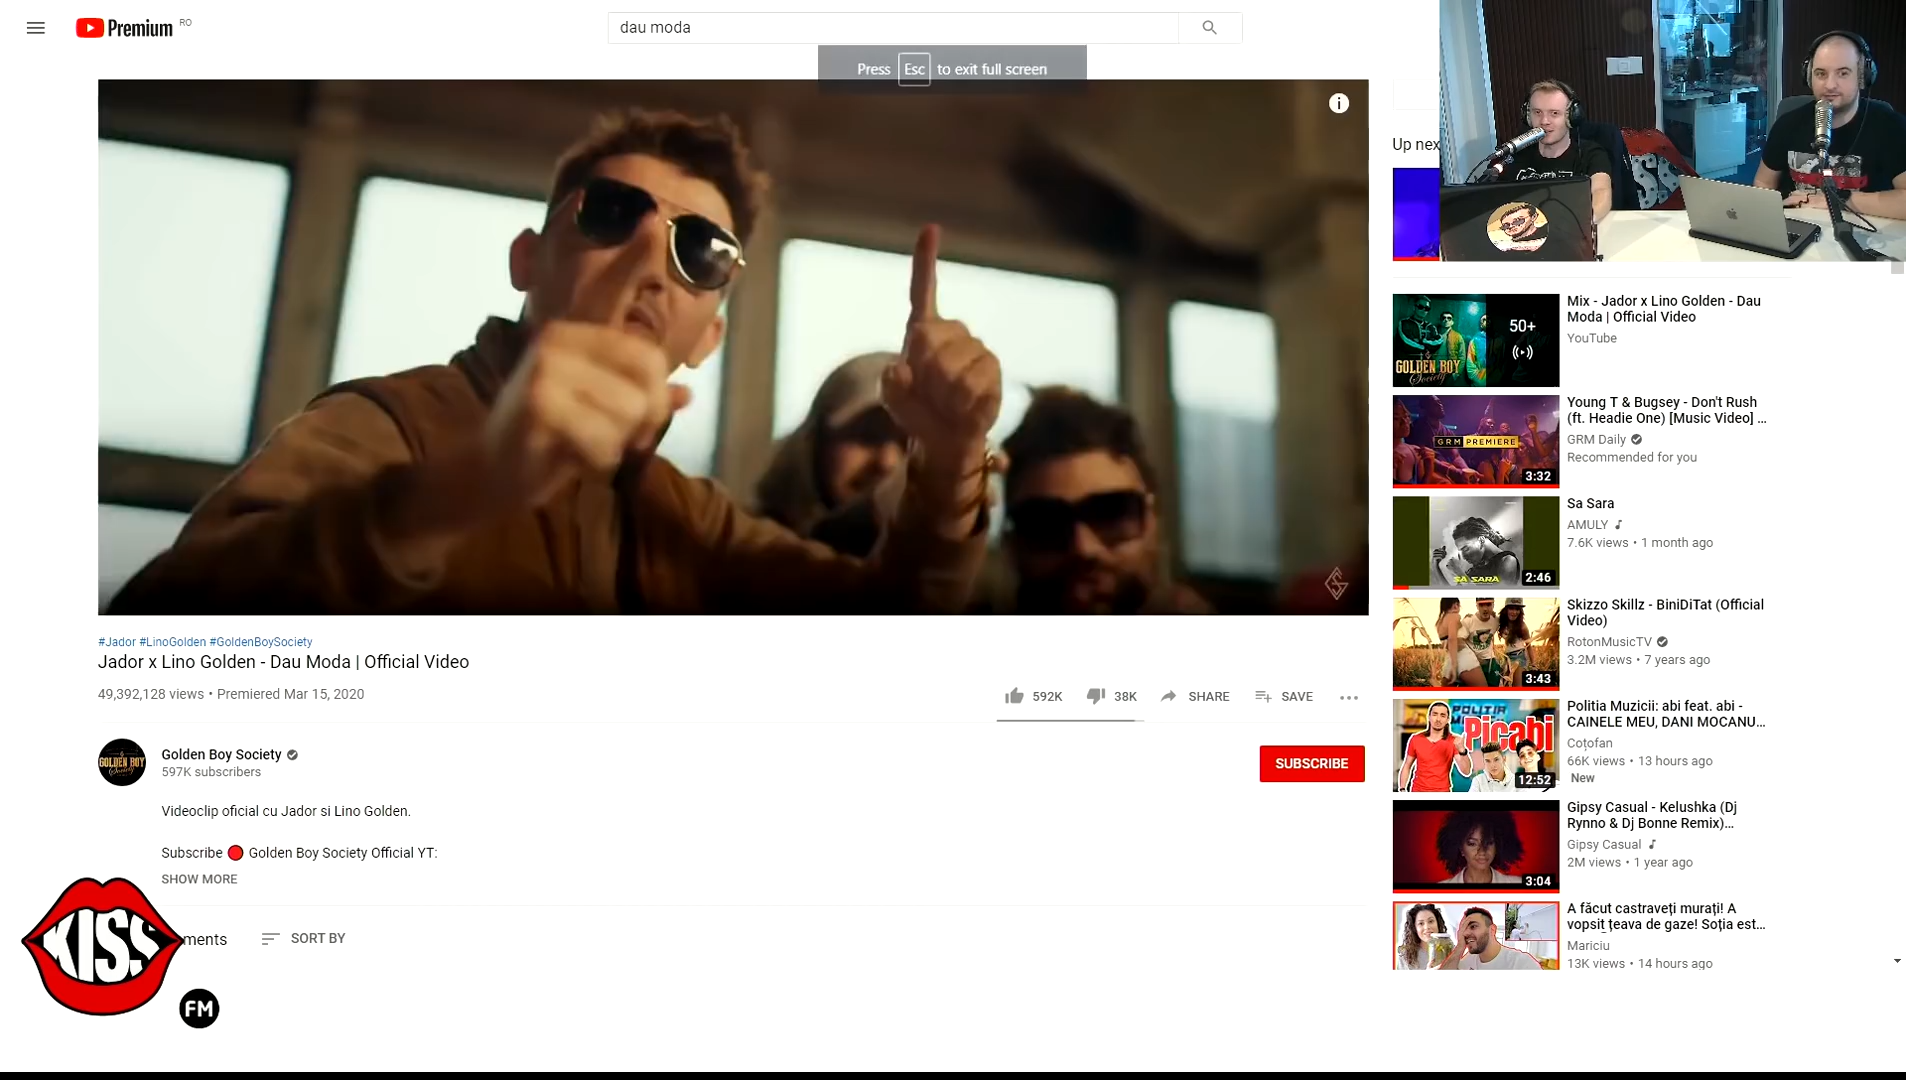 Premium RO
dau moda
Press Esc to exit full screen
Up nex
#Jador #LinoGolden #GoldenBoySociety
Jador x Lino Golden - Dau Moda | Official Video
49,392,128 views • Premiered Mar 15, 2020
592K
38K
SHARE
SAVE
GOLDEN BOY
Society
Golden Boy Society
597K subscribers
SUBSCRIBE
Videoclip oficial cu Jador si Lino Golden.
Subscribe 🔴 Golden Boy Society Official YT:
SHOW MORE
ments
SORT BY
KISS
FM
GOLDEN BOY
Society
50+
Mix - Jador x Lino Golden - Dau
Moda | Official Video
YouTube
GRM PREMIERE
3:32
Young T & Bugsey - Don't Rush
(ft. Headie One) [Music Video] ...
GRM Daily
Recommended for you
SA SARA
2:46
Sa Sara
AMULY
7.6K views • 1 month ago
3:43
Skizzo Skillz - BiniDiTat (Official
Video)
RotonMusicTV
3.2M views • 7 years ago
POLIȚIA
Picabi
12:52
Politia Muzicii: abi feat. abi -
CAINELE MEU, DANI MOCANU...
Coțofan
66K views • 13 hours ago
New
3:04
Gipsy Casual - Kelushka (Dj
Rynno & Dj Bonne Remix)...
Gipsy Casual
2M views • 1 year ago
A făcut castraveți murați! A
vopsit țeava de gaze! Soția est...
Mariciu
13K views • 14 hours ago